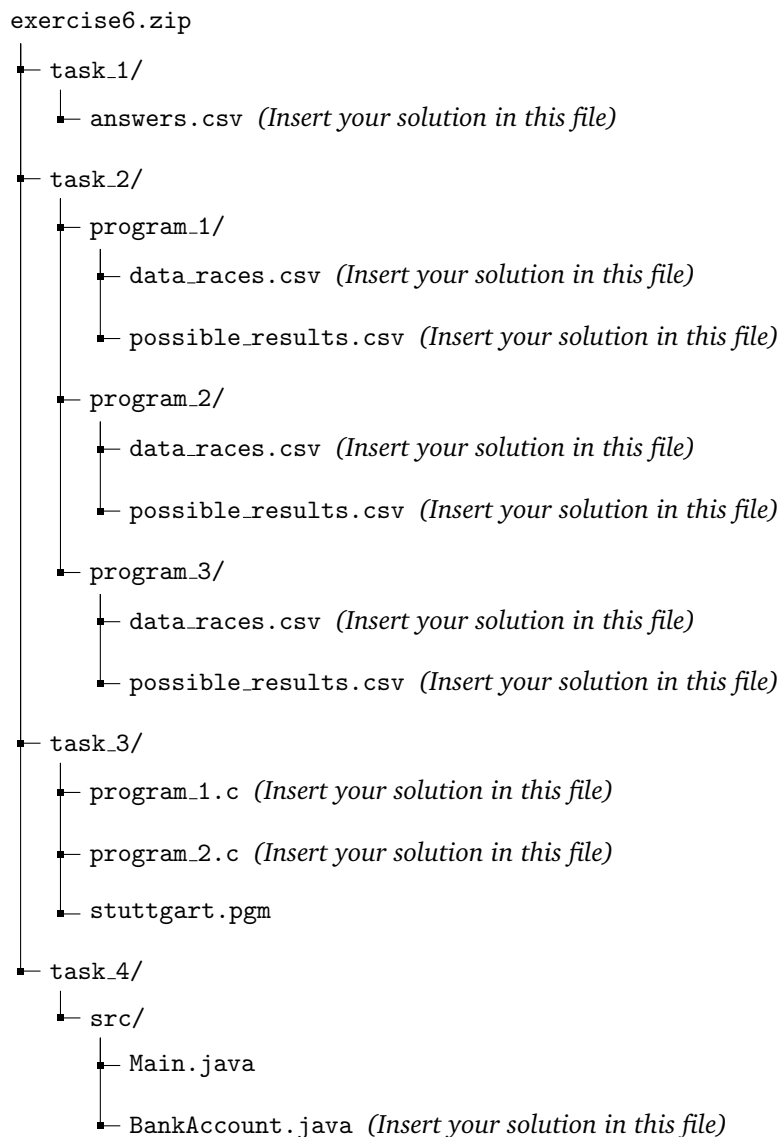 exercise6.zip
task_1/
answers.csv (Insert your solution in this file)
task_2/
program_1/
data_races.csv (Insert your solution in this file)
possible_results.csv (Insert your solution in this file)
program_2/
data_races.csv (Insert your solution in this file)
possible_results.csv (Insert your solution in this file)
program_3/
data_races.csv (Insert your solution in this file)
possible_results.csv (Insert your solution in this file)
task_3/
program_1.c (Insert your solution in this file)
program_2.c (Insert your solution in this file)
stuttgart.pgm
task_4/
src/
Main.java
BankAccount.java (Insert your solution in this file)